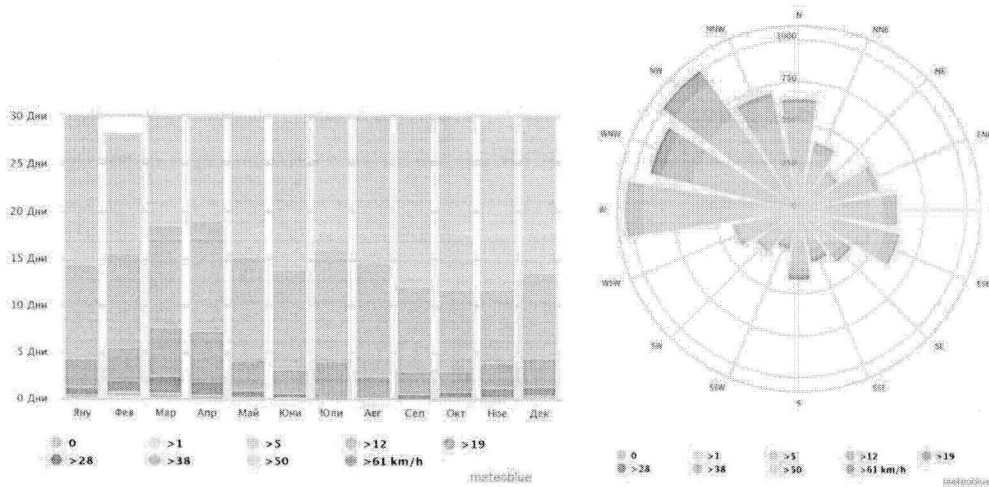 30 Дни
25 Дни
20 Дни
15 Дни
10 Дни
5 Дни
0 Дни
Яну Фев Мар Апр Май Юни Юли Авг Сеп Окт Ное Дек
0 >1 >5 >12 >19
>28 >38 >50 >61 km/h
meteoblue
N
NNW NNE
1000
NW NE
750
WNW
W
WSW ESE
SW SE
SSW SSE
S
0 >1 >5 >12 >19
>28 >38 >50 >61 km/h
meteoblue